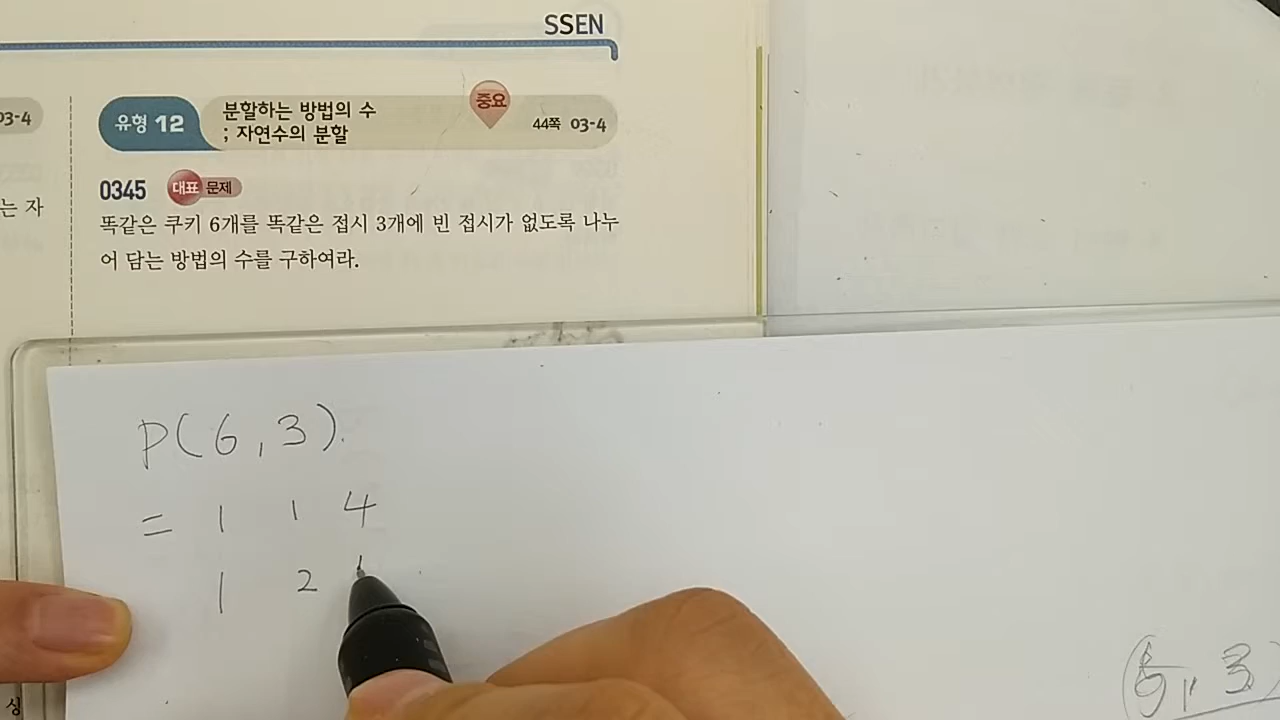 SSEN
03-4
유형 12 분할하는 방법의 수
; 자연수의 분할
중요
44쪽 03-4
0345 대표 문제
는 자
똑같은 쿠키 6개를 똑같은 접시 3개에 빈 접시가 없도록 나누
어 담는 방법의 수를 구하여라.
P(6,3).
= 1 1 4
1 2
싱